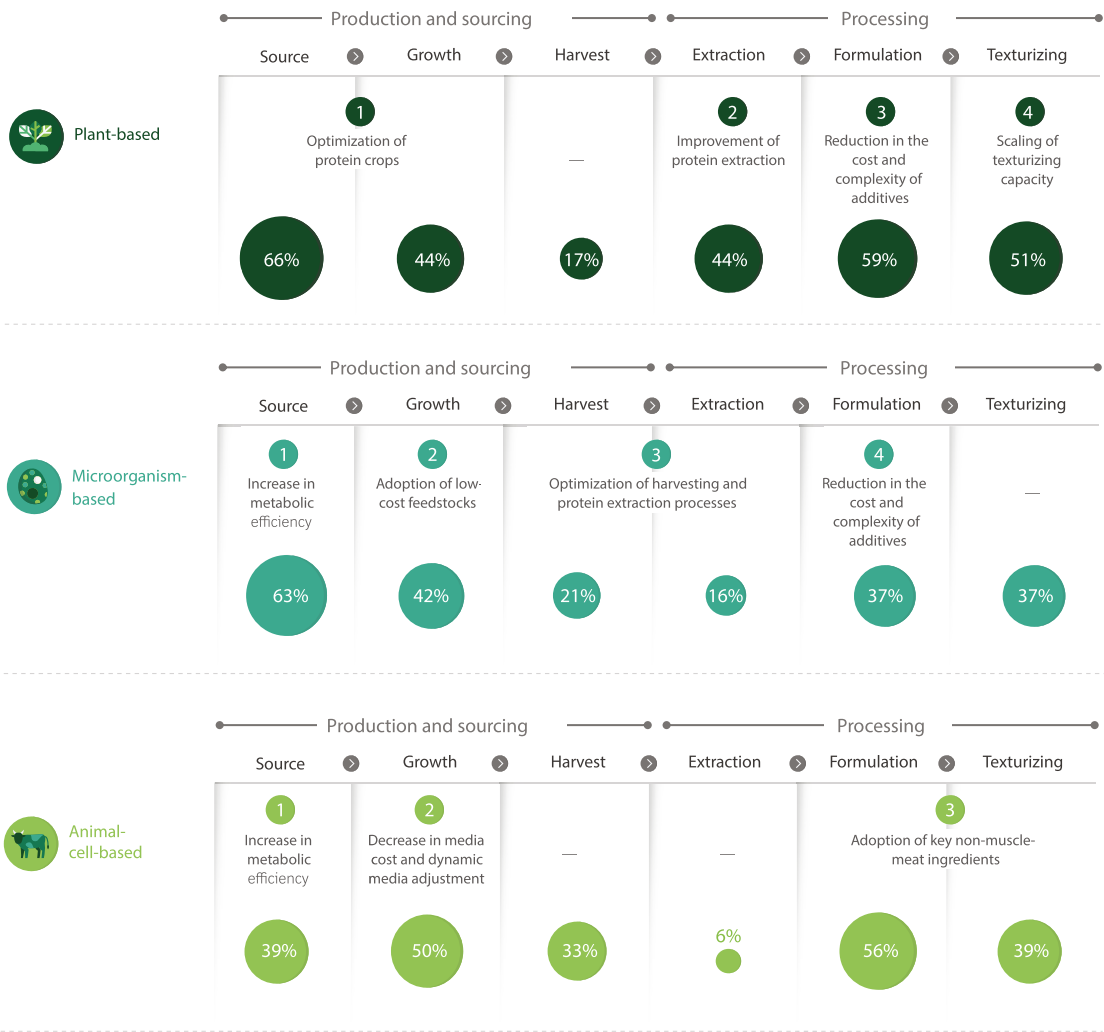 Production and sourcing
Processing
Source
Growth
Harvest
Extraction
Formulation
Texturizing
Plant-based
1
Optimization of
protein crops
—
2
Improvement of
protein extraction
3
Reduction in the
cost and
complexity of
additives
4
Scaling of
texturizing
capacity
66%
44%
17%
44%
59%
51%
Production and sourcing
Processing
Source
Growth
Harvest
Extraction
Formulation
Texturizing
Microorganism-
based
1
Increase in
metabolic
efficiency
2
Adoption of low-
cost feedstocks
3
Optimization of harvesting and
protein extraction processes
4
Reduction in the
cost and
complexity of
additives
—
63%
42%
21%
16%
37%
37%
Production and sourcing
Processing
Source
Growth
Harvest
Extraction
Formulation
Texturizing
Animal-
cell-based
1
Increase in
metabolic
efficiency
2
Decrease in media
cost and dynamic
media adjustment
—
—
3
Adoption of key non-muscle-
meat ingredients
39%
50%
33%
6%
56%
39%